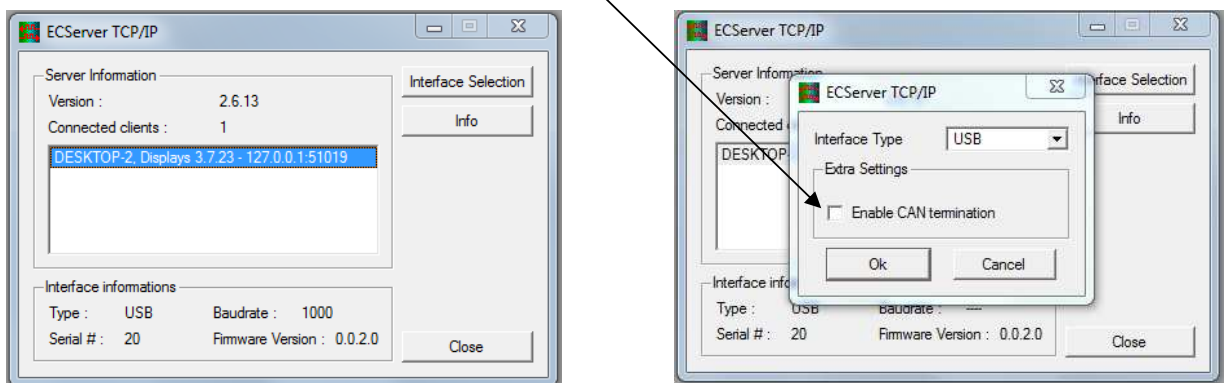 ECServer TCP/IP
Server Information
Interface Selection
Version : 2.6.13
Info
Connected clients : 1
DESKTOP-2, Displays 3.7.23 - 127.0.0.1:51019
Interface informations
Type : USB Baudrate : 1000
Serial # : 20 Firmware Version : 0.0.2.0
Close
ECServer TCP/IP
Server Information
rface Selection
Version :
Info
Connected
DESKTOP-
ECServer TCP/IP
Interface Type USB
Extra Settings
Enable CAN termination
Ok Cancel
Interface info
Type : USB Baudrate : ---
Serial # : 20 Firmware Version : 0.0.2.0
Close